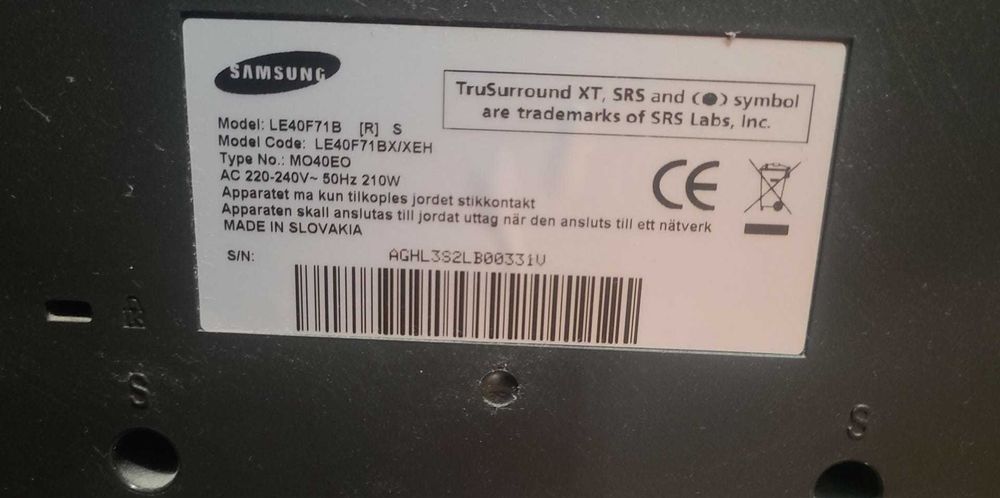 SAMSUNG
TruSurround XT, SRS and (●) symbol
are trademarks of SRS Labs, Inc.
Model: LE40F71B [R] S
Model Code: LE40F71BX/XEH
Type No.: MO40EO
AC 220-240V~ 50Hz 210W
Apparatet ma kun tilkoples jordet stikkontakt
Apparaten skall anslutas till jordat uttag när den ansluts till ett nätverk
MADE IN SLOVAKIA
S/N: AGHL3S2LB00331V
CE
R
S
S